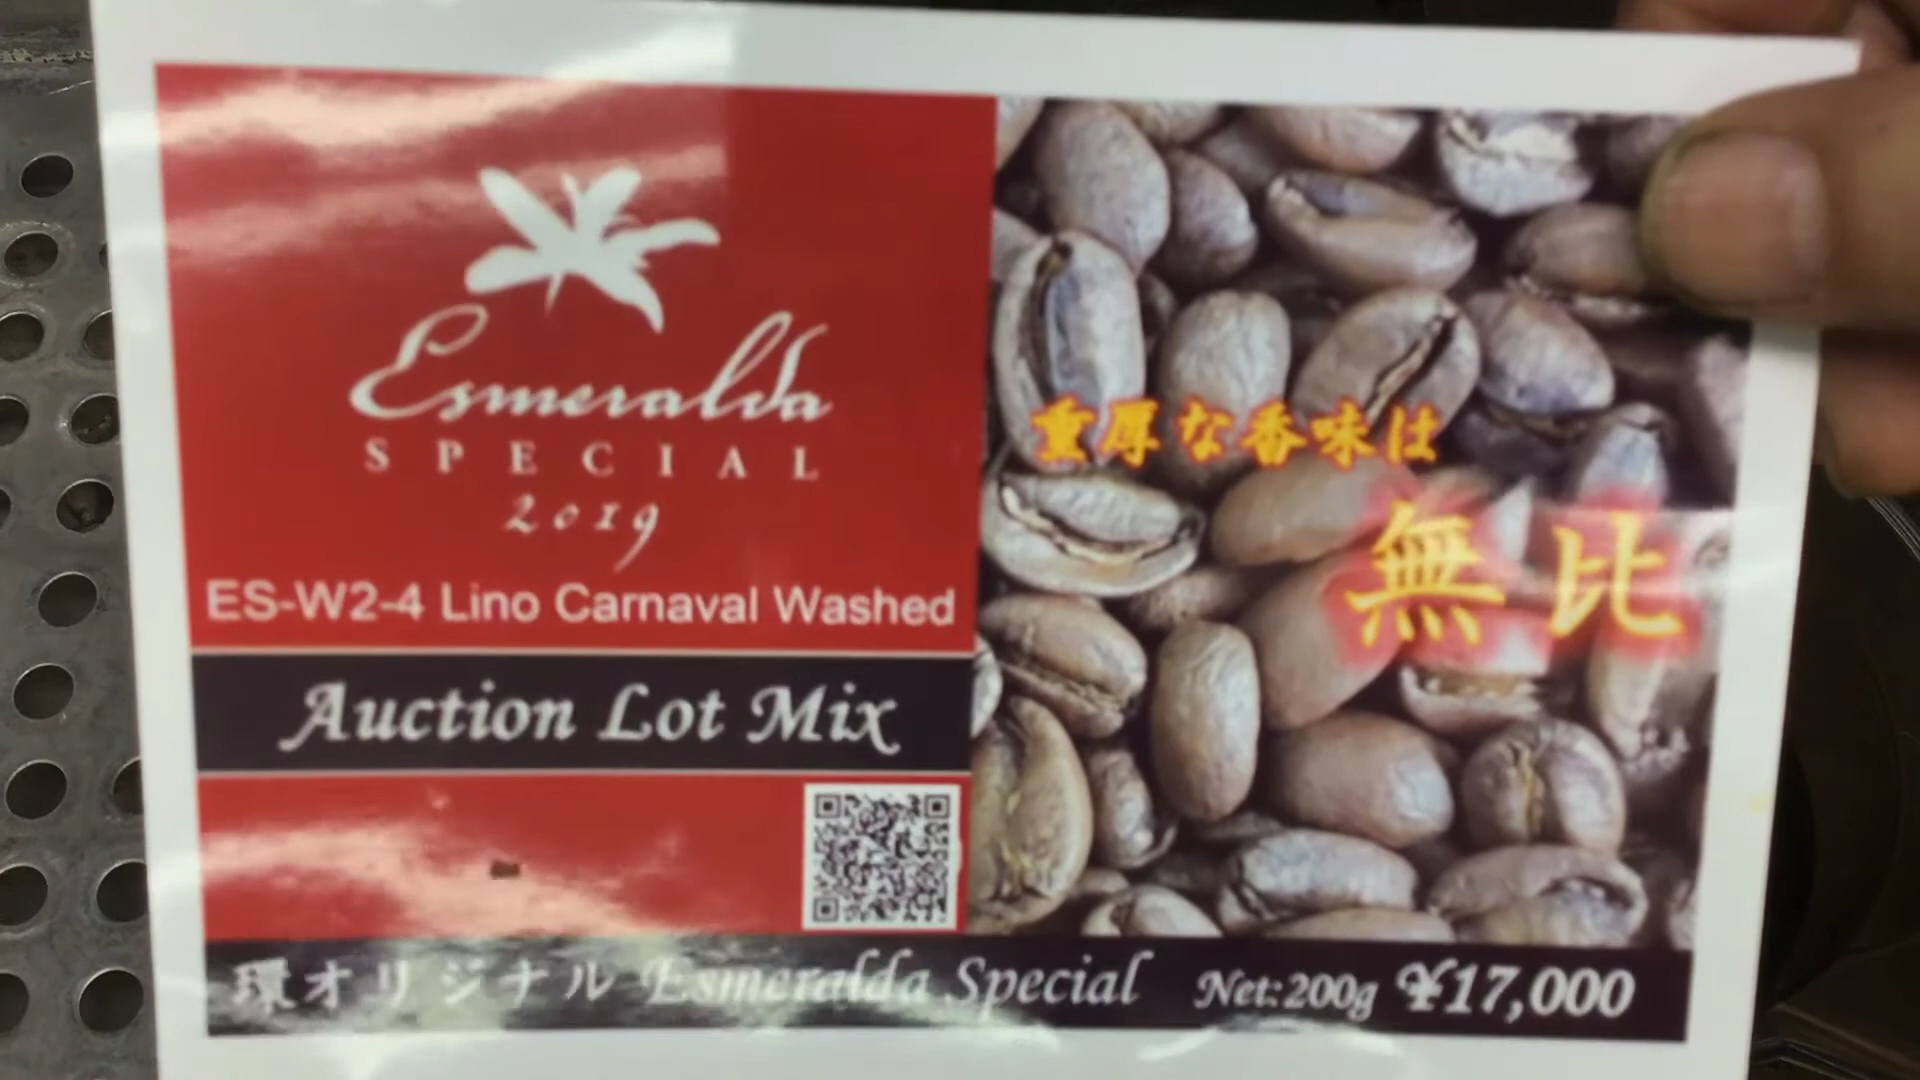 Esmeralda
SPECIAL
2019
ES-W2-4 Lino Carnaval Washed
Auction Lot Mix
重厚な香味は
無比
環オリジナル Esmeralda Special Net:200g ¥17,000